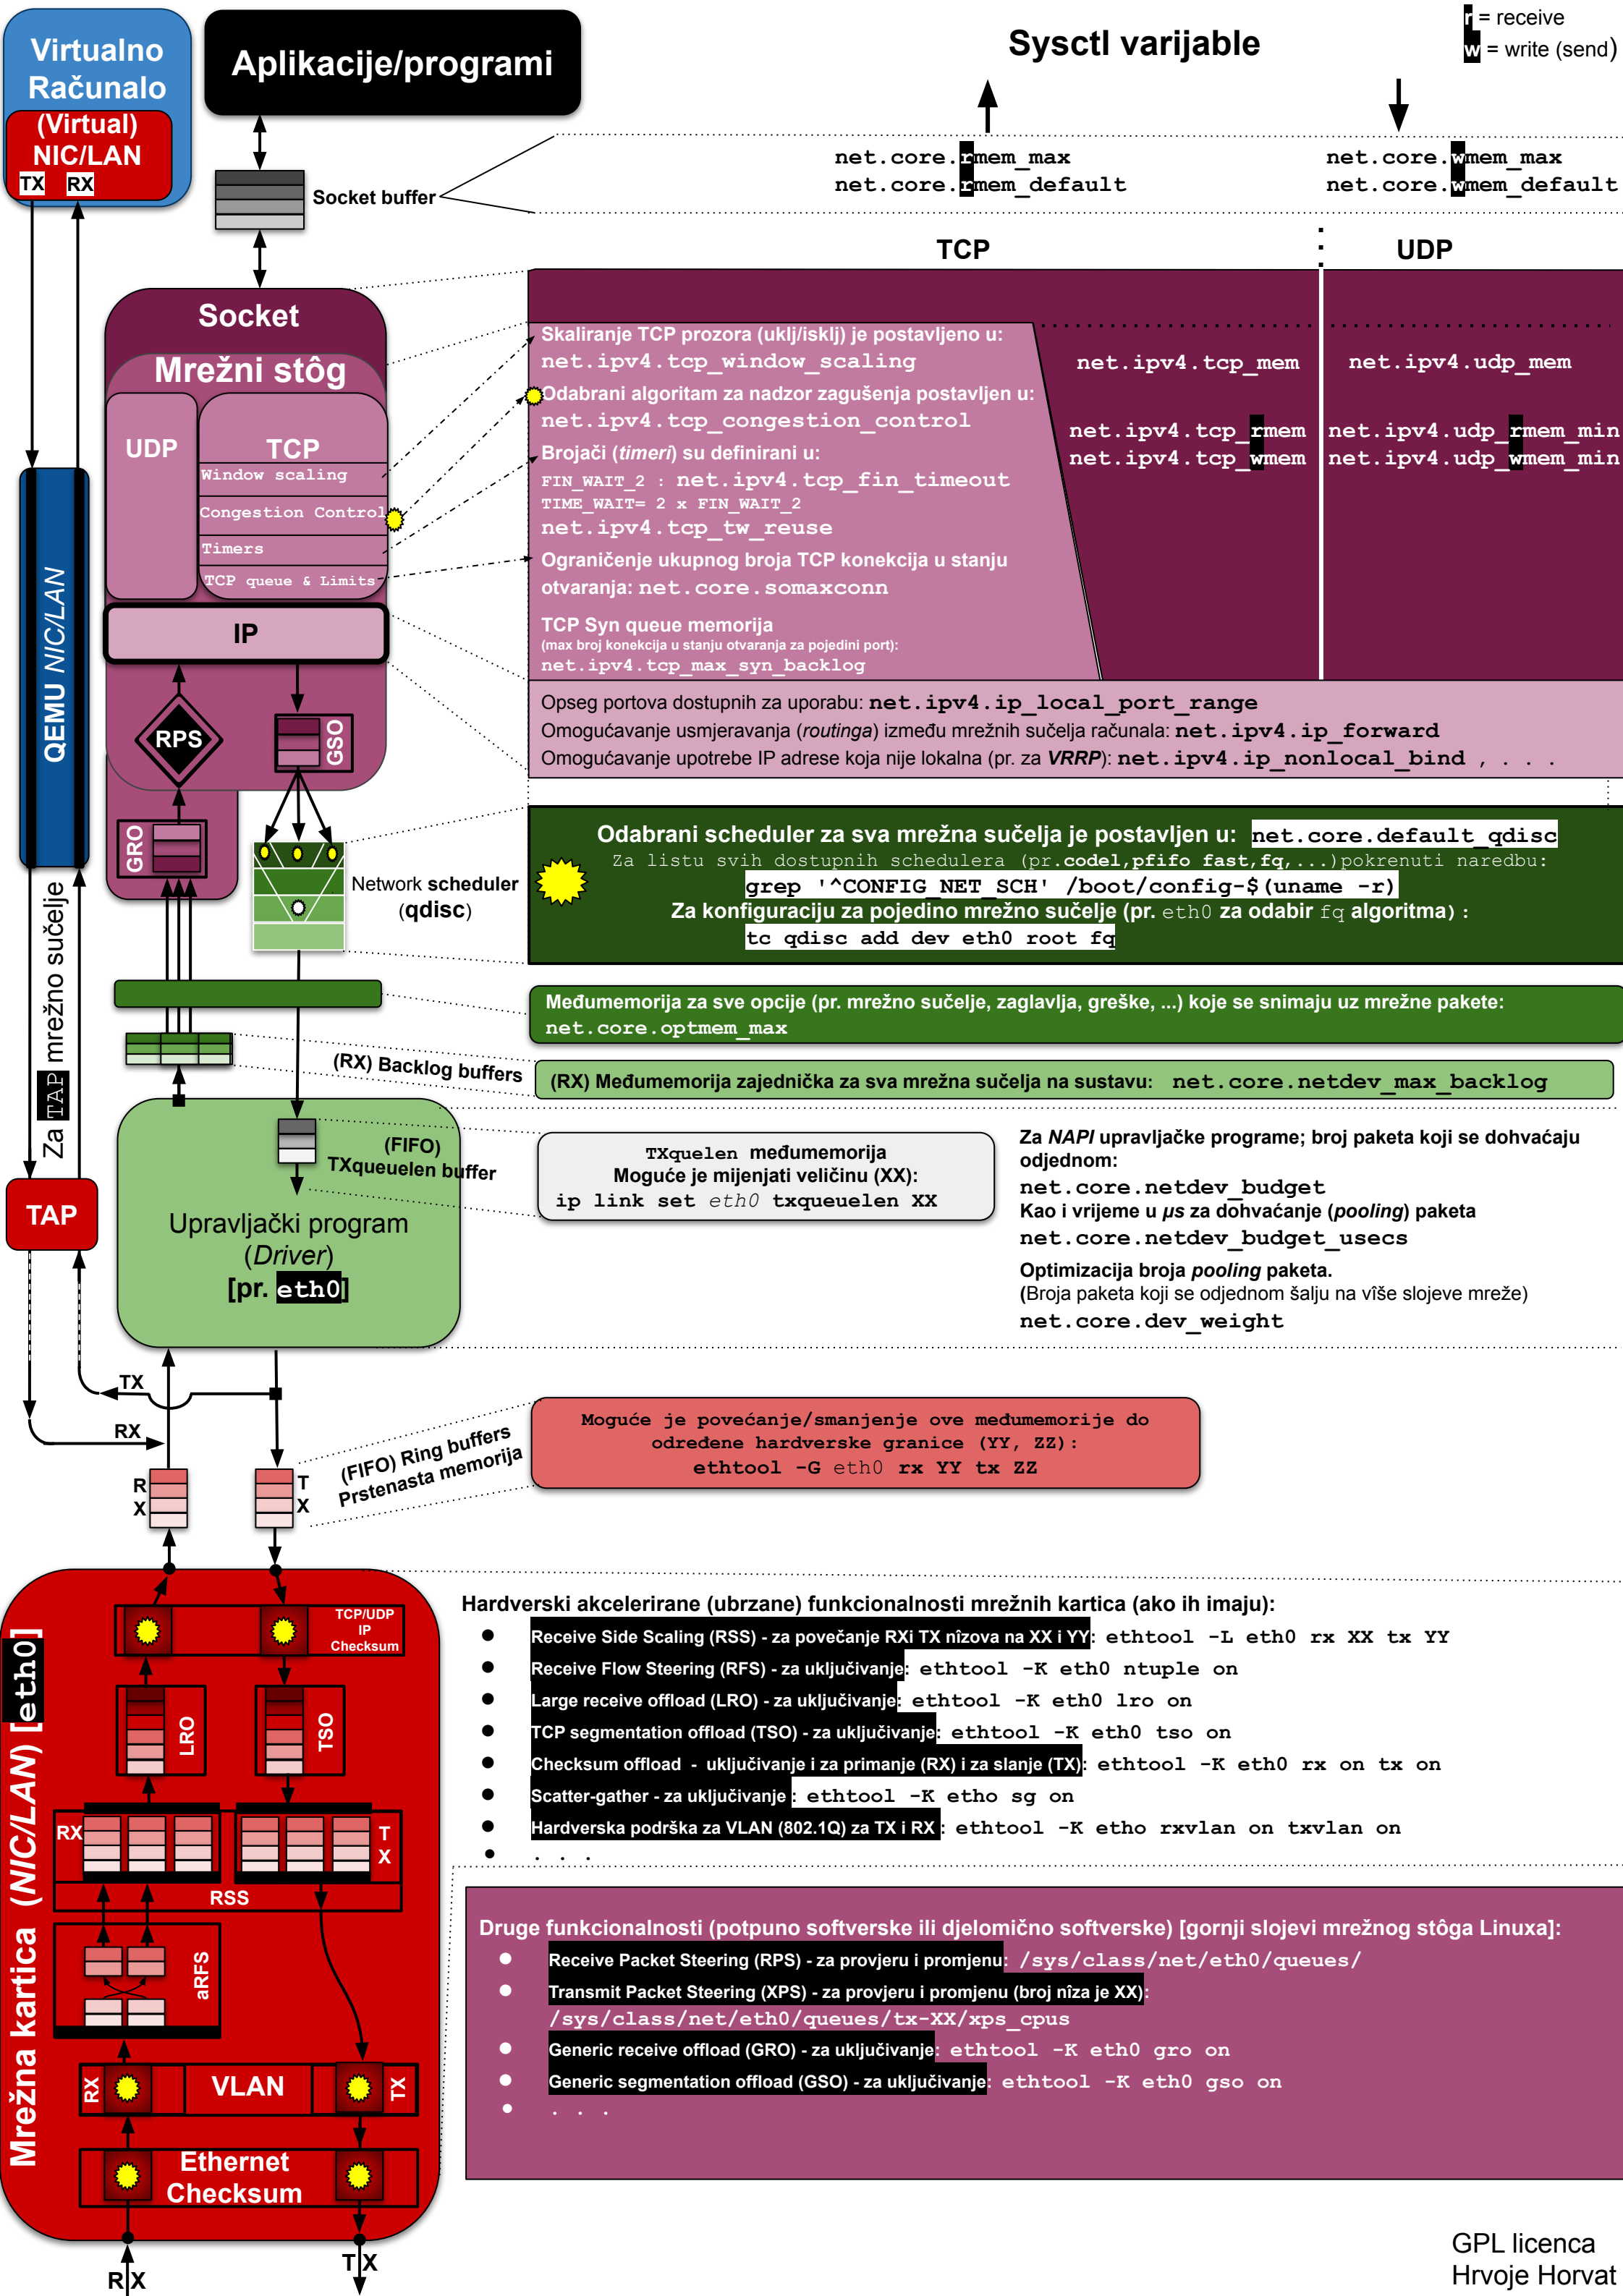 Virtualno
Računalo
(Virtual)
NIC/LAN
TX RX
Aplikacije/programi
Sysctl varijable
r = receive
w = write (send)
Socket buffer
net.core.rmem_max
net.core.rmem_default
net.core.wmem_max
net.core.wmem_default
TCP
UDP
Socket
Mrežni stôg
UDP
TCP
Window scaling
Congestion Control
Timers
TCP queue & Limits
IP
RPS
GSO
GRO
QEMU NIC/LAN
Za TAP mrežno sučelje
Skaliranje TCP prozora (uklj/isklj) je postavljeno u:
net.ipv4.tcp_window_scaling
Odabrani algoritam za nadzor zagušenja postavljen u:
net.ipv4.tcp_congestion_control
Brojači (timeri) su definirani u:
FIN_WAIT_2 : net.ipv4.tcp_fin_timeout
TIME_WAIT= 2 x FIN_WAIT_2
net.ipv4.tcp_tw_reuse
Ograničenje ukupnog broja TCP konekcija u stanju
otvaranja: net.core.somaxconn
TCP Syn queue memorija
(max broj konekcija u stanju otvaranja za pojedini port):
net.ipv4.tcp_max_syn_backlog
net.ipv4.tcp_mem
net.ipv4.tcp_rmem
net.ipv4.tcp_wmem
net.ipv4.udp_mem
net.ipv4.udp_rmem_min
net.ipv4.udp_wmem_min
Opseg portova dostupnih za uporabu: net.ipv4.ip_local_port_range
Omogućavanje usmjeravanja (routinga) između mrežnih sučelja računala: net.ipv4.ip_forward
Omogućavanje upotrebe IP adrese koja nije lokalna (pr. za VRRP): net.ipv4.ip_nonlocal_bind , . . .
Network scheduler
(qdisc)
Odabrani scheduler za sva mrežna sučelja je postavljen u: net.core.default_qdisc
Za listu svih dostupnih schedulera (pr.codel,pfifo fast,fq,...)pokrenuti naredbu:
grep '^CONFIG_NET_SCH' /boot/config-$(uname -r)
Za konfiguraciju za pojedino mrežno sučelje (pr. eth0 za odabir fq algoritma):
tc qdisc add dev eth0 root fq
Međumemorija za sve opcije (pr. mrežno sučelje, zaglavlja, greške, ...) koje se snimaju uz mrežne pakete:
net.core.optmem_max
(RX) Backlog buffers
(RX) Međumemorija zajednička za sva mrežna sučelja na sustavu: net.core.netdev_max_backlog
(FIFO)
TXqueuelen buffer
Upravljački program
(Driver)
[pr. eth0]
TAP
TXquelen međumemorija
Moguće je mijenjati veličinu (XX):
ip link set eth0 txqueuelen XX
Za NAPI upravljačke programe; broj paketa koji se dohvaćaju
odjednom:
net.core.netdev_budget
Kao i vrijeme u µs za dohvaćanje (pooling) paketa
net.core.netdev_budget_usecs
Optimizacija broja pooling paketa.
(Broja paketa koji se odjednom šalju na vîše slojeve mreže)
net.core.dev_weight
TX
RX
R
X
T
X
(FIFO) Ring buffers
Prstenasta memorija
Moguće je povećanje/smanjenje ove međumemorije do
određene hardverske granice (YY, ZZ):
ethtool -G eth0 rx YY tx ZZ
Mrežna kartica (NIC/LAN) [eth0]
TCP/UDP
IP
Checksum
LRO
TSO
RX
T
X
RSS
aRFS
RX
VLAN
TX
Ethernet
Checksum
RX
TX
Hardverski akcelerirane (ubrzane) funkcionalnosti mrežnih kartica (ako ih imaju):
● Receive Side Scaling (RSS) - za povečanje RXi TX nîzova na XX i YY: ethtool -L eth0 rx XX tx YY
● Receive Flow Steering (RFS) - za uključivanje: ethtool -K eth0 ntuple on
● Large receive offload (LRO) - za uključivanje: ethtool -K eth0 lro on
● TCP segmentation offload (TSO) - za uključivanje: ethtool -K eth0 tso on
● Checksum offload - uključivanje i za primanje (RX) i za slanje (TX): ethtool -K eth0 rx on tx on
● Scatter-gather - za uključivanje : ethtool -K etho sg on
● Hardverska podrška za VLAN (802.1Q) za TX i RX : ethtool -K etho rxvlan on txvlan on
● . . .
Druge funkcionalnosti (potpuno softverske ili djelomično softverske) [gornji slojevi mrežnog stôga Linuxa]:
● Receive Packet Steering (RPS) - za provjeru i promjenu: /sys/class/net/eth0/queues/
● Transmit Packet Steering (XPS) - za provjeru i promjenu (broj nîza je XX):
/sys/class/net/eth0/queues/tx-XX/xps_cpus
● Generic receive offload (GRO) - za uključivanje: ethtool -K eth0 gro on
● Generic segmentation offload (GSO) - za uključivanje: ethtool -K eth0 gso on
● . . .
GPL licenca
Hrvoje Horvat